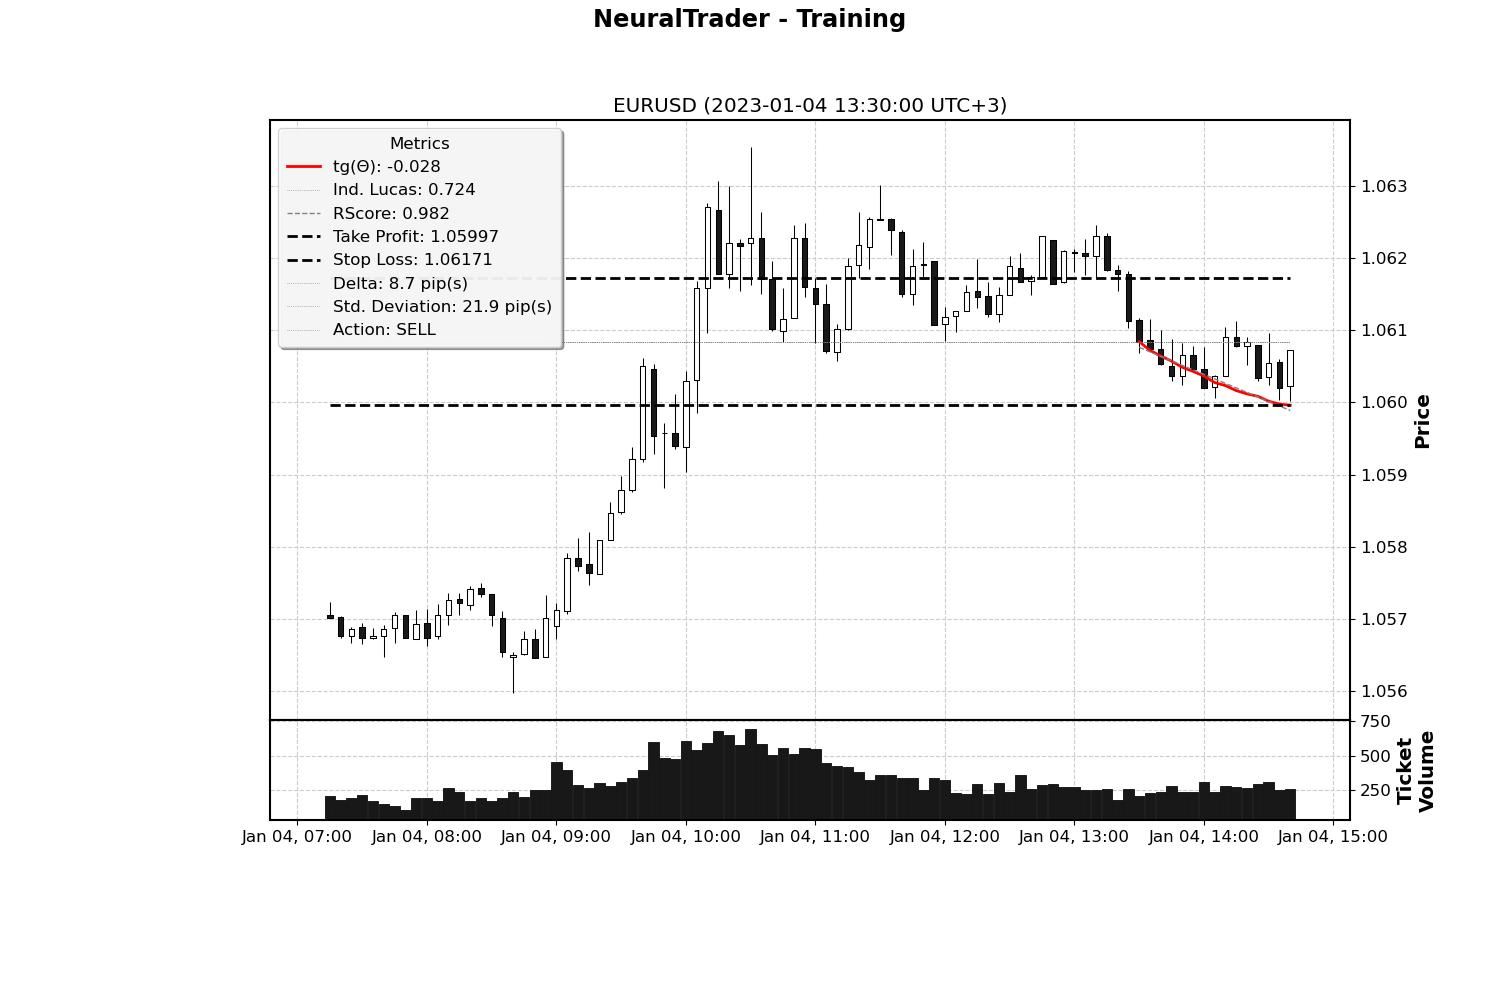 NeuralTrader - Training
EURUSD (2023-01-04 13:30:00 UTC+3)
Metrics
tg(Θ): -0.028
Ind. Lucas: 0.724
RScore: 0.982
Take Profit: 1.05997
Stop Loss: 1.06171
Delta: 8.7 pip(s)
Std. Deviation: 21.9 pip(s)
Action: SELL
1.063
1.062
1.061
1.060
1.059
1.058
1.057
1.056
Price
750
500
250
Ticket
Volume
Jan 04, 07:00
Jan 04, 08:00
Jan 04, 09:00
Jan 04, 10:00
Jan 04, 11:00
Jan 04, 12:00
Jan 04, 13:00
Jan 04, 14:00
Jan 04, 15:00